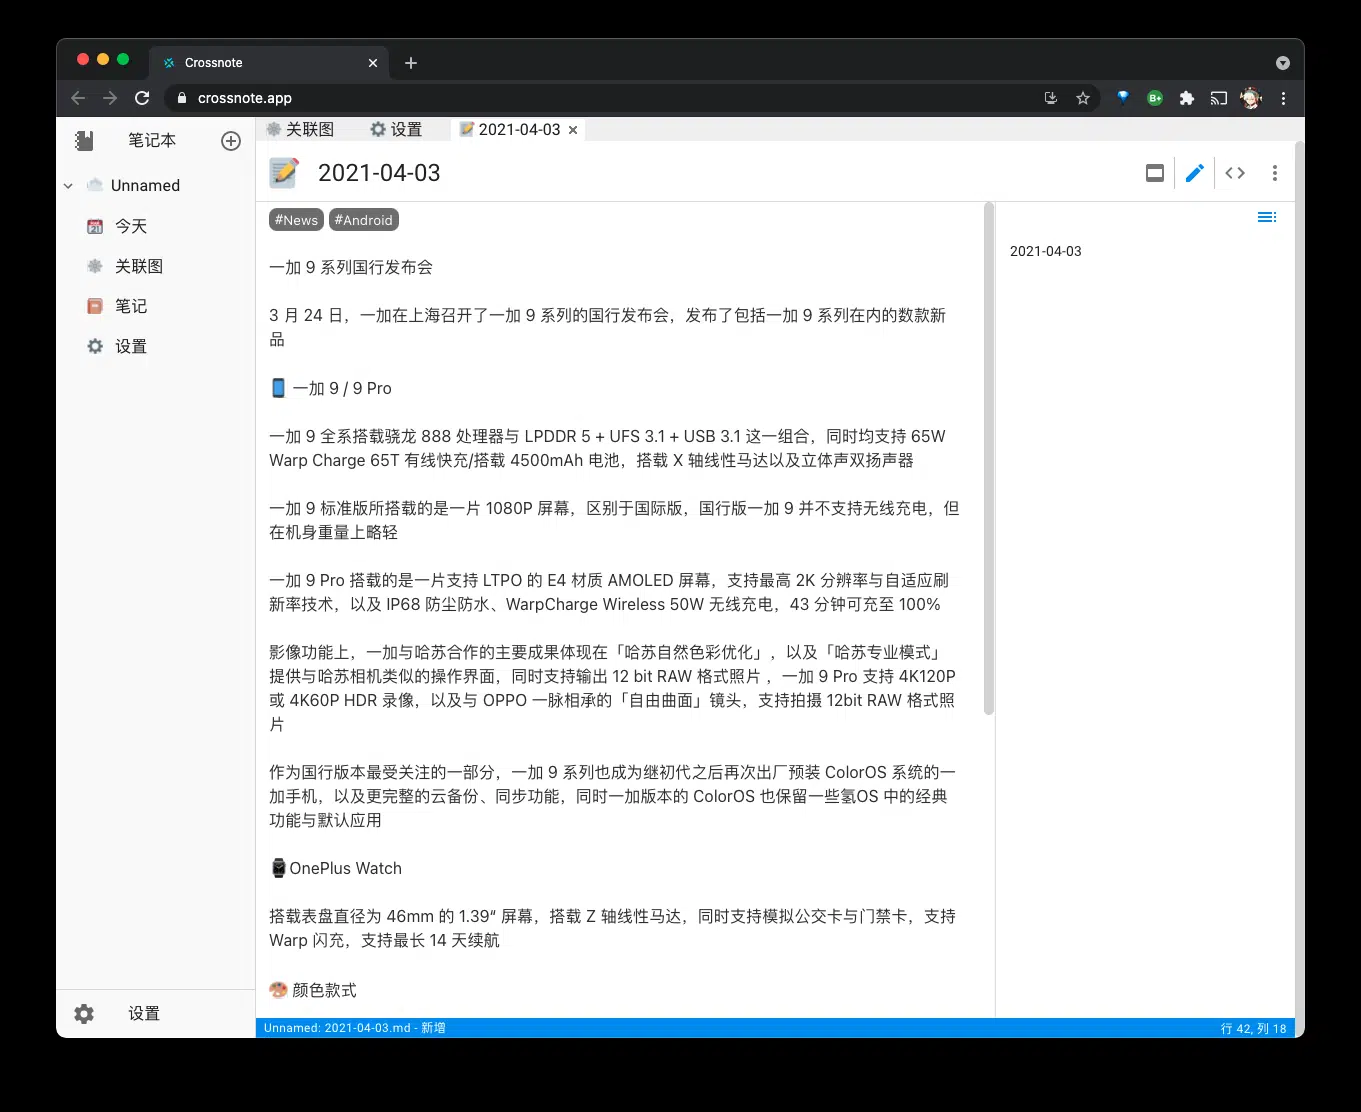 Crossnote
crossnote.app
笔记本
Unnamed
今天
关联图
笔记
设置
设置
关联图
设置
2021-04-03
2021-04-03
#News #Android
一加 9 系列国行发布会
3 月 24 日，一加在上海召开了一加 9 系列的国行发布会，发布了包括一加 9 系列在内的数款新
品
一加 9 / 9 Pro
一加 9 全系搭载骁龙 888 处理器与 LPDDR 5 + UFS 3.1 + USB 3.1 这一组合，同时均支持 65W
Warp Charge 65T 有线快充/搭载 4500mAh 电池，搭载 X 轴线性马达以及立体声双扬声器
一加 9 标准版所搭载的是一片 1080P 屏幕，区别于国际版，国行版一加 9 并不支持无线充电，但
在机身重量上略轻
一加 9 Pro 搭载的是一片支持 LTPO 的 E4 材质 AMOLED 屏幕，支持最高 2K 分辨率与自适应刷
新率技术，以及 IP68 防尘防水、WarpCharge Wireless 50W 无线充电，43 分钟可充至 100%
影像功能上，一加与哈苏合作的主要成果体现在「哈苏自然色彩优化」，以及「哈苏专业模式」
提供与哈苏相机类似的操作界面，同时支持输出 12 bit RAW 格式照片 ，一加 9 Pro 支持 4K120P
或 4K60P HDR 录像，以及与 OPPO 一脉相承的「自由曲面」镜头，支持拍摄 12bit RAW 格式照
片
作为国行版本最受关注的一部分，一加 9 系列也成为继初代之后再次出厂预装 ColorOS 系统的一
加手机，以及更完整的云备份、同步功能，同时一加版本的 ColorOS 也保留一些氢OS 中的经典
功能与默认应用
OnePlus Watch
搭载表盘直径为 46mm 的 1.39“ 屏幕，搭载 Z 轴线性马达，同时支持模拟公交卡与门禁卡，支持
Warp 闪充，支持最长 14 天续航
颜色款式
2021-04-03
Unnamed: 2021-04-03.md - 新增
行 42, 列 18